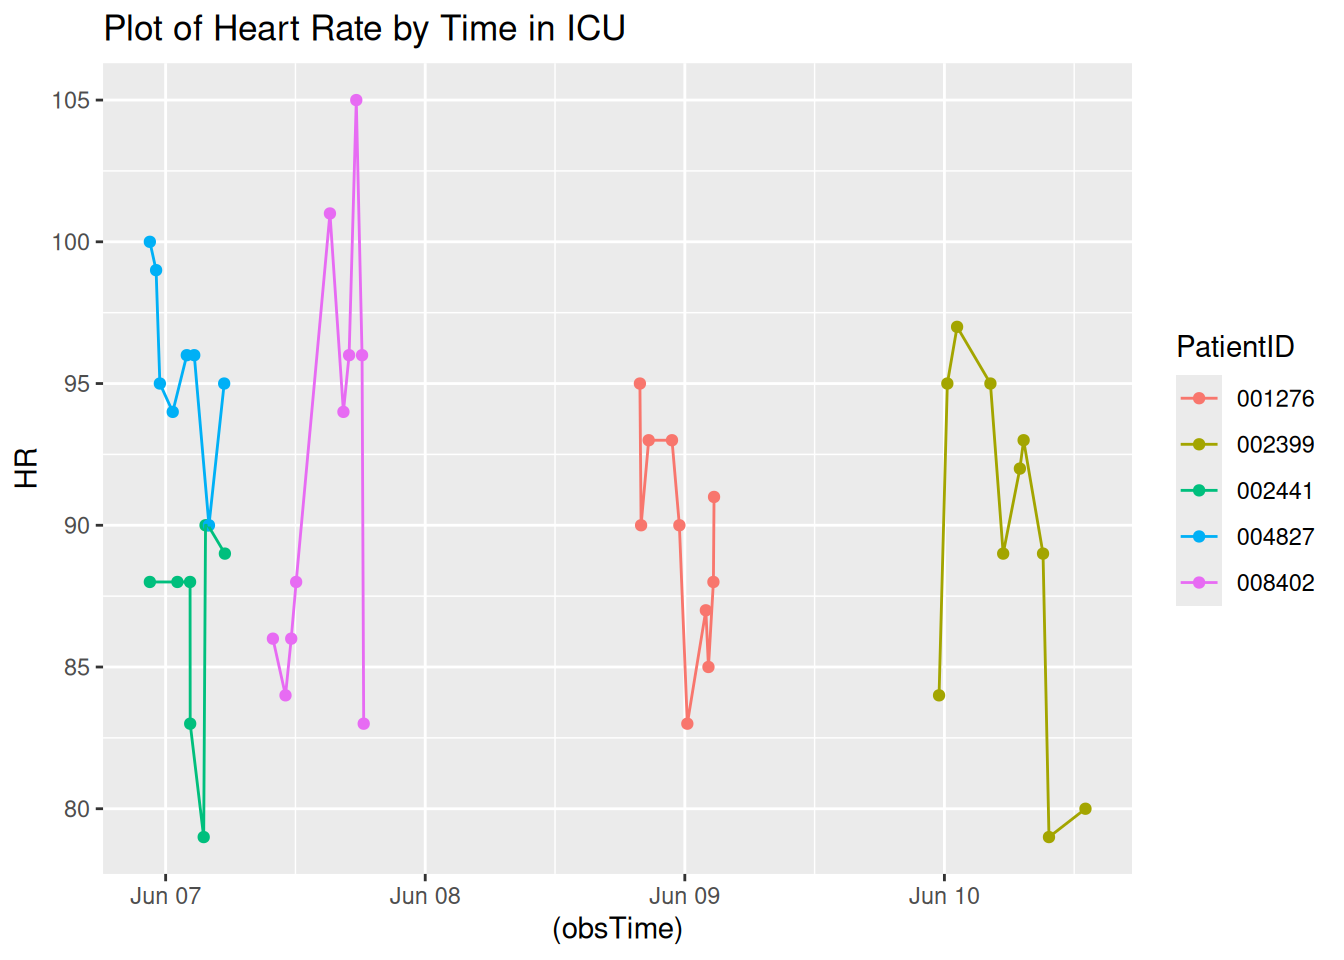 Plot of Heart Rate by Time in ICU
105
100
95
90
85
80
HR
Jun 07 Jun 08 Jun 09 Jun 10
(obsTime)
PatientID
001276
002399
002441
004827
008402